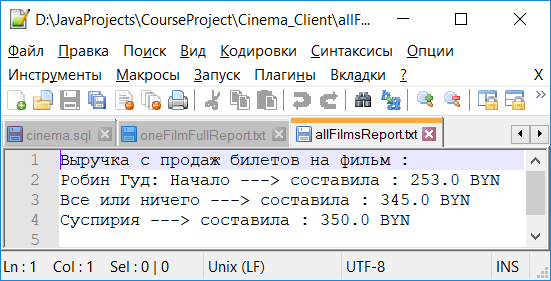 D:\JavaProjects\CourseProject\Cinema_Client\allF...
Файл Правка Поиск Вид Кодировки Синтаксисы Опции
Инструменты Макросы Запуск Плагины Вкладки ? X
cinema.sql oneFilmFullReport.txt allFilmsReport.txt
1 Выручка с продаж билетов на фильм :
2 Робин Гуд: Начало ---> составила : 253.0 BYN
3 Все или ничего ---> составила : 345.0 BYN
4 Суспирия ---> составила : 350.0 BYN
5
Ln : 1 Col : 1 Sel : 0 | 0 Unix (LF) UTF-8 INS